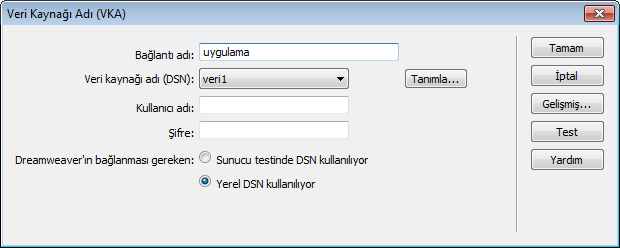 Veri Kaynağı Adı (VKA)
Bağlantı adı: uygulama
Veri kaynağı adı (DSN): veri1 Tanımla...
Kullanıcı adı:
Şifre:
Dreamweaver'ın bağlanması gereken: Sunucu testinde DSN kullanılıyor
Yerel DSN kullanılıyor
Tamam
İptal
Gelişmiş...
Test
Yardım